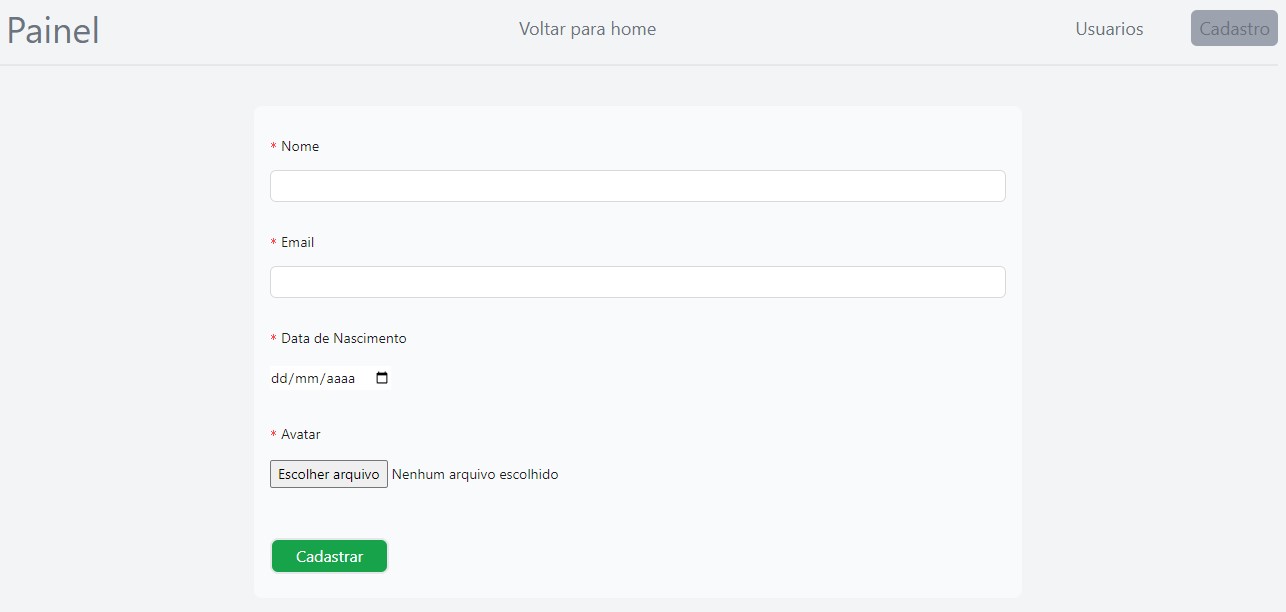 Painel
Voltar para home
Usuarios
Cadastro
* Nome
* Email
* Data de Nascimento
dd/mm/aaaa
* Avatar
Escolher arquivo Nenhum arquivo escolhido
Cadastrar